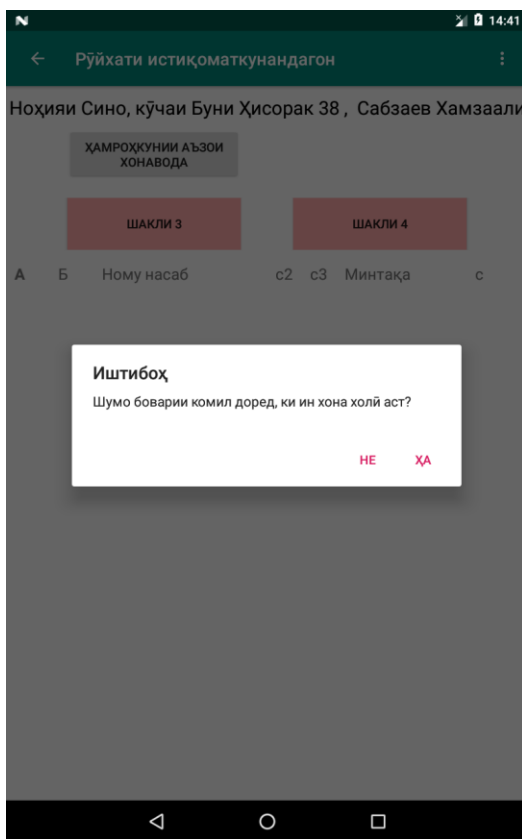 14:41
Рӯйхати истиқоматкунандагон
Ноҳияи Сино, кӯчаи Буни Ҳисорак 38 , Сабзаев Хамзаали
ҲАМРОҲКУНИИ АЪЗОИ
ХОНАВОДА
ШАКЛИ 3 ШАКЛИ 4
А Б Ному насаб с2 с3 Минтақа с
Иштибоҳ
Шумо боварии комил доред, ки ин хона холӣ аст?
НЕ ҲА